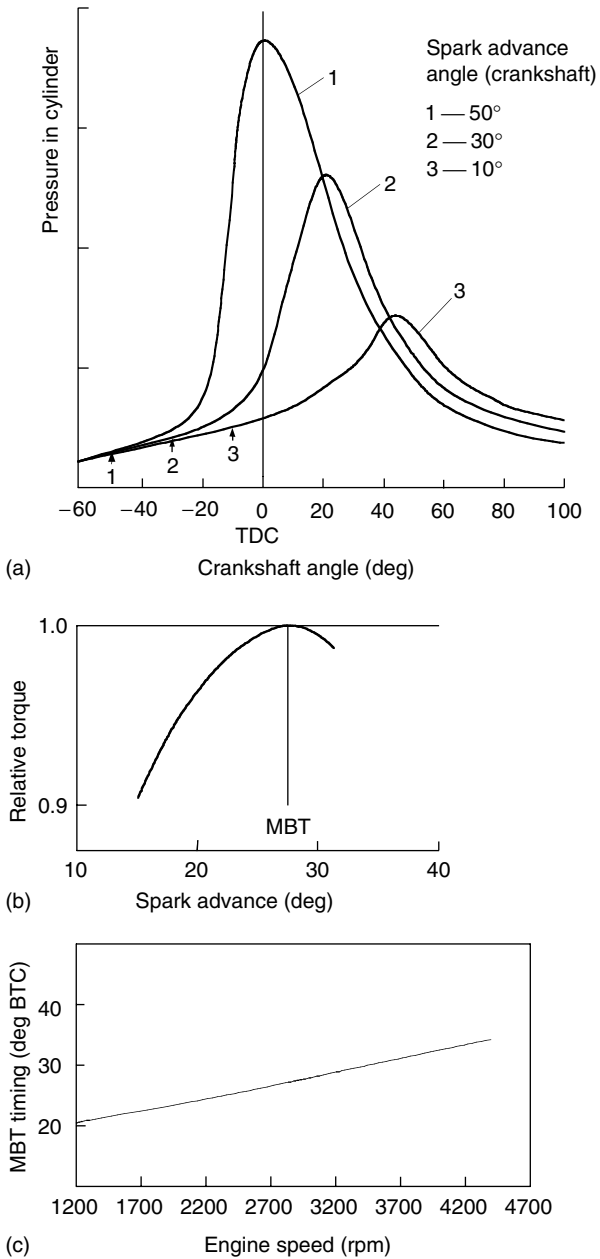 Pressure in cylinder
Spark advance
angle (crankshaft)
1 — 50°
2 — 30°
3 — 10°
1
2
3
1
2
3
−60 −40 −20 0 20 40 60 80 100
TDC
(a) Crankshaft angle (deg)
Relative torque
1.0
0.9
MBT
10 20 30 40
(b) Spark advance (deg)
MBT timing (deg BTC)
40
30
20
1200 1700 2200 2700 3200 3700 4200 4700
(c) Engine speed (rpm)